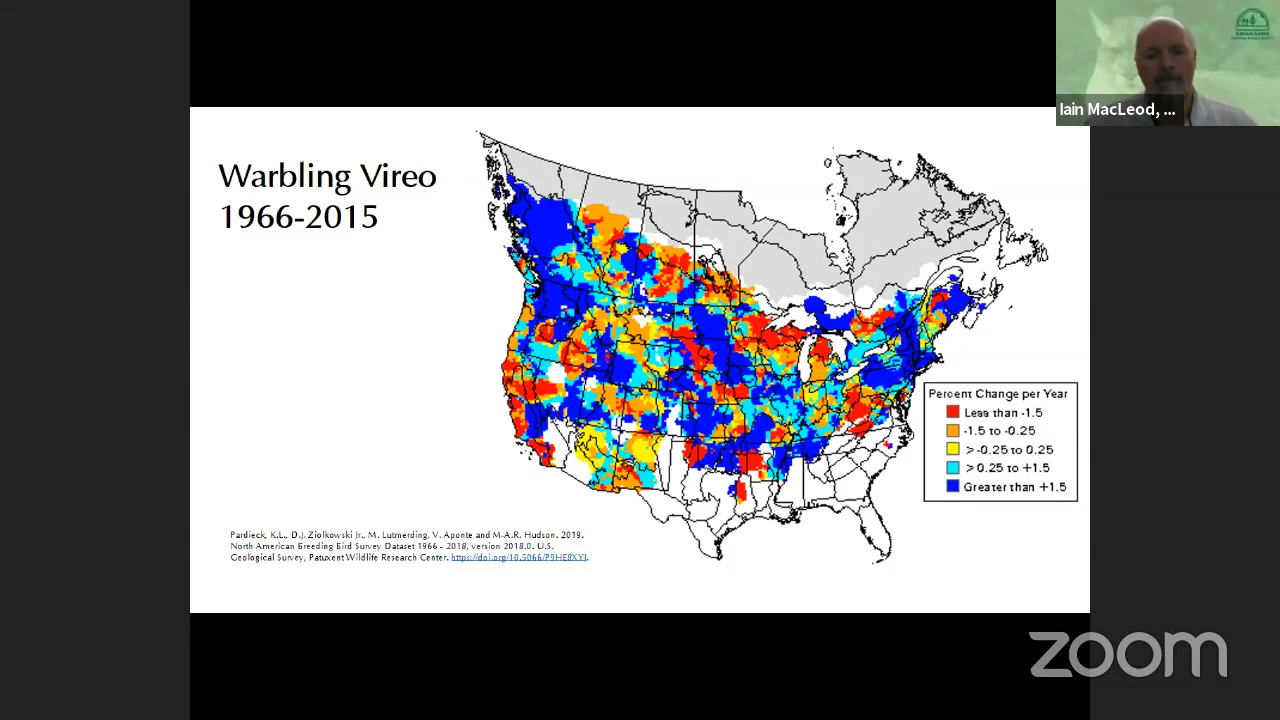 Iain MacLeod, ...
Warbling Vireo
1966-2015
Percent Change per Year
Less than -1.5
-1.5 to -0.25
> -0.25 to 0.25
> 0.25 to +1.5
Greater than +1.5
Pardieck, K.L., D.J. Ziolkowski Jr., M. Lutmerding, V. Aponte and M-A.R. Hudson. 2019.
North American Breeding Bird Survey Dataset 1966 - 2018, version 2018.0. U.S.
Geological Survey, Patuxent Wildlife Research Center. https://doi.org/10.5066/P9HE8XYJ.
zoom